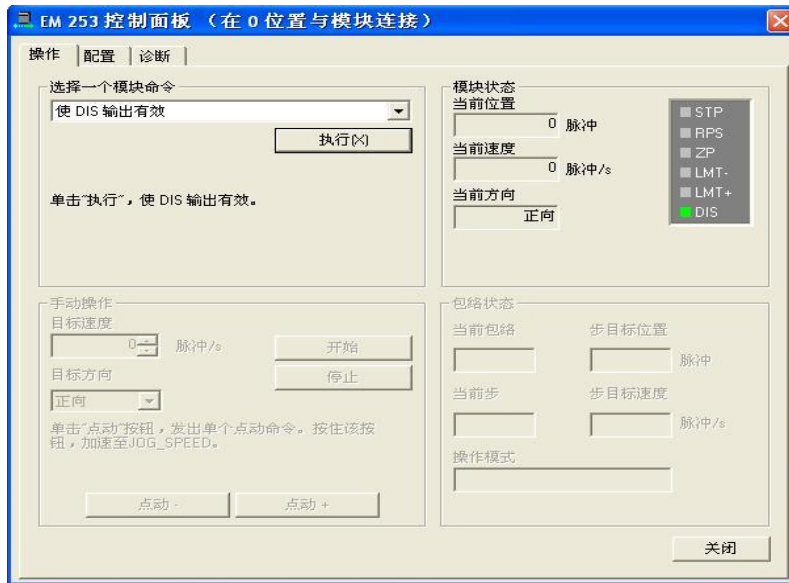 EM 253 控制面板 （在 0 位置与模块连接）
操作
配置
诊断
选择一个模块命令
使 DIS 输出有效
执行(X)
单击"执行"，使 DIS 输出有效。
模块状态
当前位置
0 脉冲
当前速度
0 脉冲/s
当前方向
正向
STP
RPS
ZP
LMT-
LMT+
DIS
手动操作
目标速度
0 脉冲/s
开始
目标方向
停止
正向
单击"点动"按钮，发出单个点动命令。按住该按
钮，加速至JOG_SPEED。
点动 -
点动 +
包络状态
当前包络
步目标位置
脉冲
当前步
步目标速度
脉冲/s
操作模式
关闭